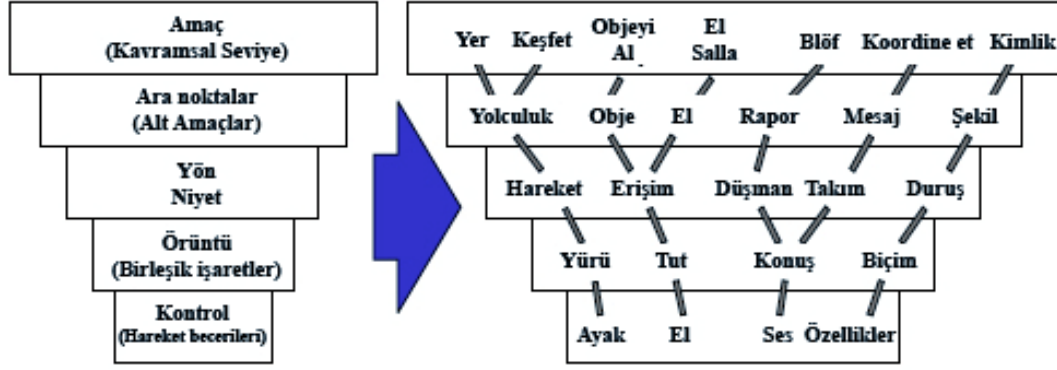 Amaç
(Kavramsal Seviye)
Ara noktalar
(Alt Amaçlar)
Yön
Niyet
Örüntü
(Birleşik işaretler)
Kontrol
(Hareket becerileri)
Yer Keşfet Objeyi Al El Salla Blöf Koordine et Kimlik
Yolculuk Obje El Rapor Mesaj Şekil
Hareket Erişim Düşman Takım Duruş
Yürü Tut Konuş Biçim
Ayak El Ses Özellikler